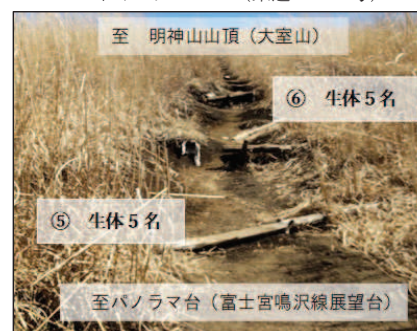 至 明神山山頂（大室山）
⑥ 生体５名
⑤ 生体５名
至パノラマ台（富士宮鳴沢線展望台）